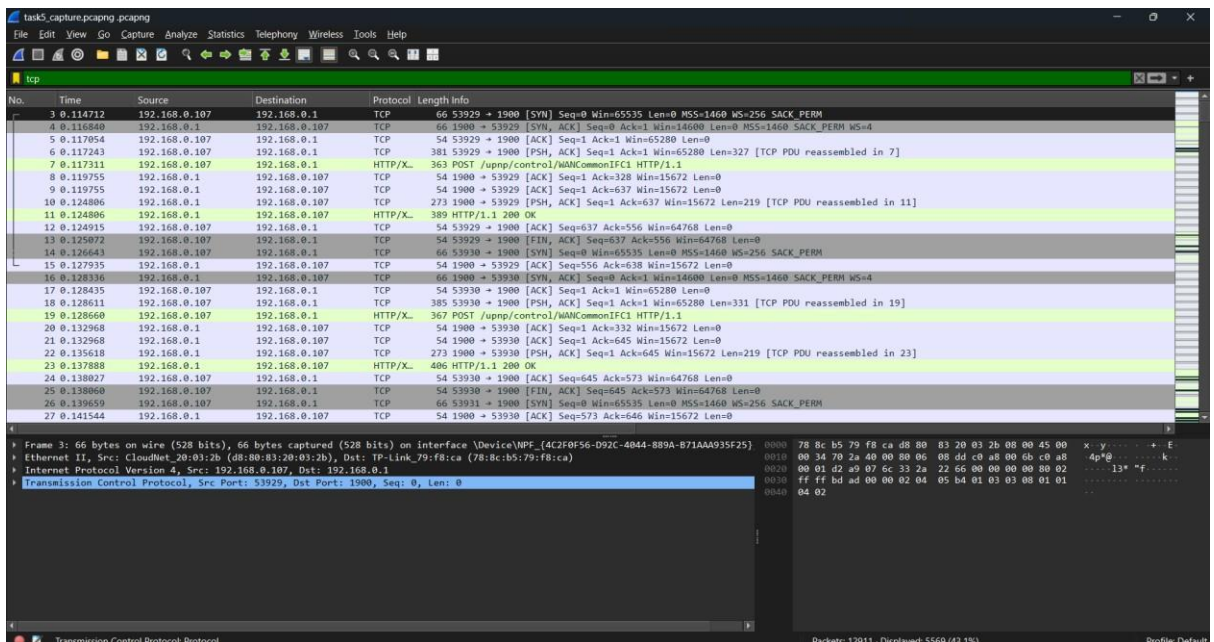 task5_capture.pcapng .pcapng
File Edit View Go Capture Analyze Statistics Telephony Wireless Tools Help
tcp
No. Time Source Destination Protocol Length Info
3 0.114712 192.168.0.107 192.168.0.1 TCP 66 53929 → 1900 [SYN] Seq=0 Win=65535 Len=0 MSS=1460 WS=256 SACK_PERM
4 0.116840 192.168.0.1 192.168.0.107 TCP 66 1900 → 53929 [SYN, ACK] Seq=0 Ack=1 Win=14600 Len=0 MSS=1460 SACK_PERM WS=4
5 0.117054 192.168.0.107 192.168.0.1 TCP 54 53929 → 1900 [ACK] Seq=1 Ack=1 Win=65280 Len=0
6 0.117243 192.168.0.107 192.168.0.1 TCP 381 53929 → 1900 [PSH, ACK] Seq=1 Ack=1 Win=65280 Len=327 [TCP PDU reassembled in 7]
7 0.117311 192.168.0.107 192.168.0.1 HTTP/X… 363 POST /upnp/control/WANCommonIFC1 HTTP/1.1
8 0.119755 192.168.0.1 192.168.0.107 TCP 54 1900 → 53929 [ACK] Seq=1 Ack=328 Win=15672 Len=0
9 0.119755 192.168.0.1 192.168.0.107 TCP 54 1900 → 53929 [ACK] Seq=1 Ack=637 Win=15672 Len=0
10 0.124806 192.168.0.1 192.168.0.107 TCP 273 1900 → 53929 [PSH, ACK] Seq=1 Ack=637 Win=15672 Len=219 [TCP PDU reassembled in 11]
11 0.124806 192.168.0.1 192.168.0.107 HTTP/X… 389 HTTP/1.1 200 OK
12 0.124915 192.168.0.107 192.168.0.1 TCP 54 53929 → 1900 [ACK] Seq=637 Ack=556 Win=64768 Len=0
13 0.125072 192.168.0.107 192.168.0.1 TCP 54 53929 → 1900 [FIN, ACK] Seq=637 Ack=556 Win=64768 Len=0
14 0.126643 192.168.0.107 192.168.0.1 TCP 66 53930 → 1900 [SYN] Seq=0 Win=65535 Len=0 MSS=1460 WS=256 SACK_PERM
15 0.127935 192.168.0.1 192.168.0.107 TCP 54 1900 → 53929 [ACK] Seq=556 Ack=638 Win=15672 Len=0
16 0.128336 192.168.0.1 192.168.0.107 TCP 66 1900 → 53930 [SYN, ACK] Seq=0 Ack=1 Win=14600 Len=0 MSS=1460 SACK_PERM WS=4
17 0.128435 192.168.0.107 192.168.0.1 TCP 54 53930 → 1900 [ACK] Seq=1 Ack=1 Win=65280 Len=0
18 0.128611 192.168.0.107 192.168.0.1 TCP 385 53930 → 1900 [PSH, ACK] Seq=1 Ack=1 Win=65280 Len=331 [TCP PDU reassembled in 19]
19 0.128660 192.168.0.107 192.168.0.1 HTTP/X… 367 POST /upnp/control/WANCommonIFC1 HTTP/1.1
20 0.132968 192.168.0.1 192.168.0.107 TCP 54 1900 → 53930 [ACK] Seq=1 Ack=332 Win=15672 Len=0
21 0.132968 192.168.0.1 192.168.0.107 TCP 54 1900 → 53930 [ACK] Seq=1 Ack=645 Win=15672 Len=0
22 0.135618 192.168.0.1 192.168.0.107 TCP 273 1900 → 53930 [PSH, ACK] Seq=1 Ack=645 Win=15672 Len=219 [TCP PDU reassembled in 23]
23 0.137888 192.168.0.1 192.168.0.107 HTTP/X… 406 HTTP/1.1 200 OK
24 0.138027 192.168.0.107 192.168.0.1 TCP 54 53930 → 1900 [ACK] Seq=645 Ack=573 Win=64768 Len=0
25 0.138060 192.168.0.107 192.168.0.1 TCP 54 53930 → 1900 [FIN, ACK] Seq=645 Ack=573 Win=64768 Len=0
26 0.139659 192.168.0.107 192.168.0.1 TCP 66 53931 → 1900 [SYN] Seq=0 Win=65535 Len=0 MSS=1460 WS=256 SACK_PERM
27 0.141544 192.168.0.1 192.168.0.107 TCP 54 1900 → 53930 [ACK] Seq=573 Ack=646 Win=15672 Len=0
Frame 3: 66 bytes on wire (528 bits), 66 bytes captured (528 bits) on interface \Device\NPF_{4C2F0F56-D92C-4044-889A-B71AAA935F25}
Ethernet II, Src: CloudNet_20:03:2b (d8:80:83:20:03:2b), Dst: TP-Link_79:f8:ca (78:8c:b5:79:f8:ca)
Internet Protocol Version 4, Src: 192.168.0.107, Dst: 192.168.0.1
Transmission Control Protocol, Src Port: 53929, Dst Port: 1900, Seq: 0, Len: 0
0000 78 8c b5 79 f8 ca d8 80 83 20 03 2b 08 00 45 00 x··y···· · ·+··E·
0010 00 34 70 2a 40 00 80 06 08 dd c0 a8 00 6b c0 a8 ·4p*@··· ·····k··
0020 00 01 d2 a9 07 6c 33 2a 22 66 00 00 00 00 80 02 ·····l3* "f······
0030 ff ff bd ad 00 00 02 04 05 b4 01 03 03 08 01 01 ········ ········
0040 04 02 ··
Transmission Control Protocol: Protocol
Packets: 12911 · Displayed: 5569 (43.1%)
Profile: Default